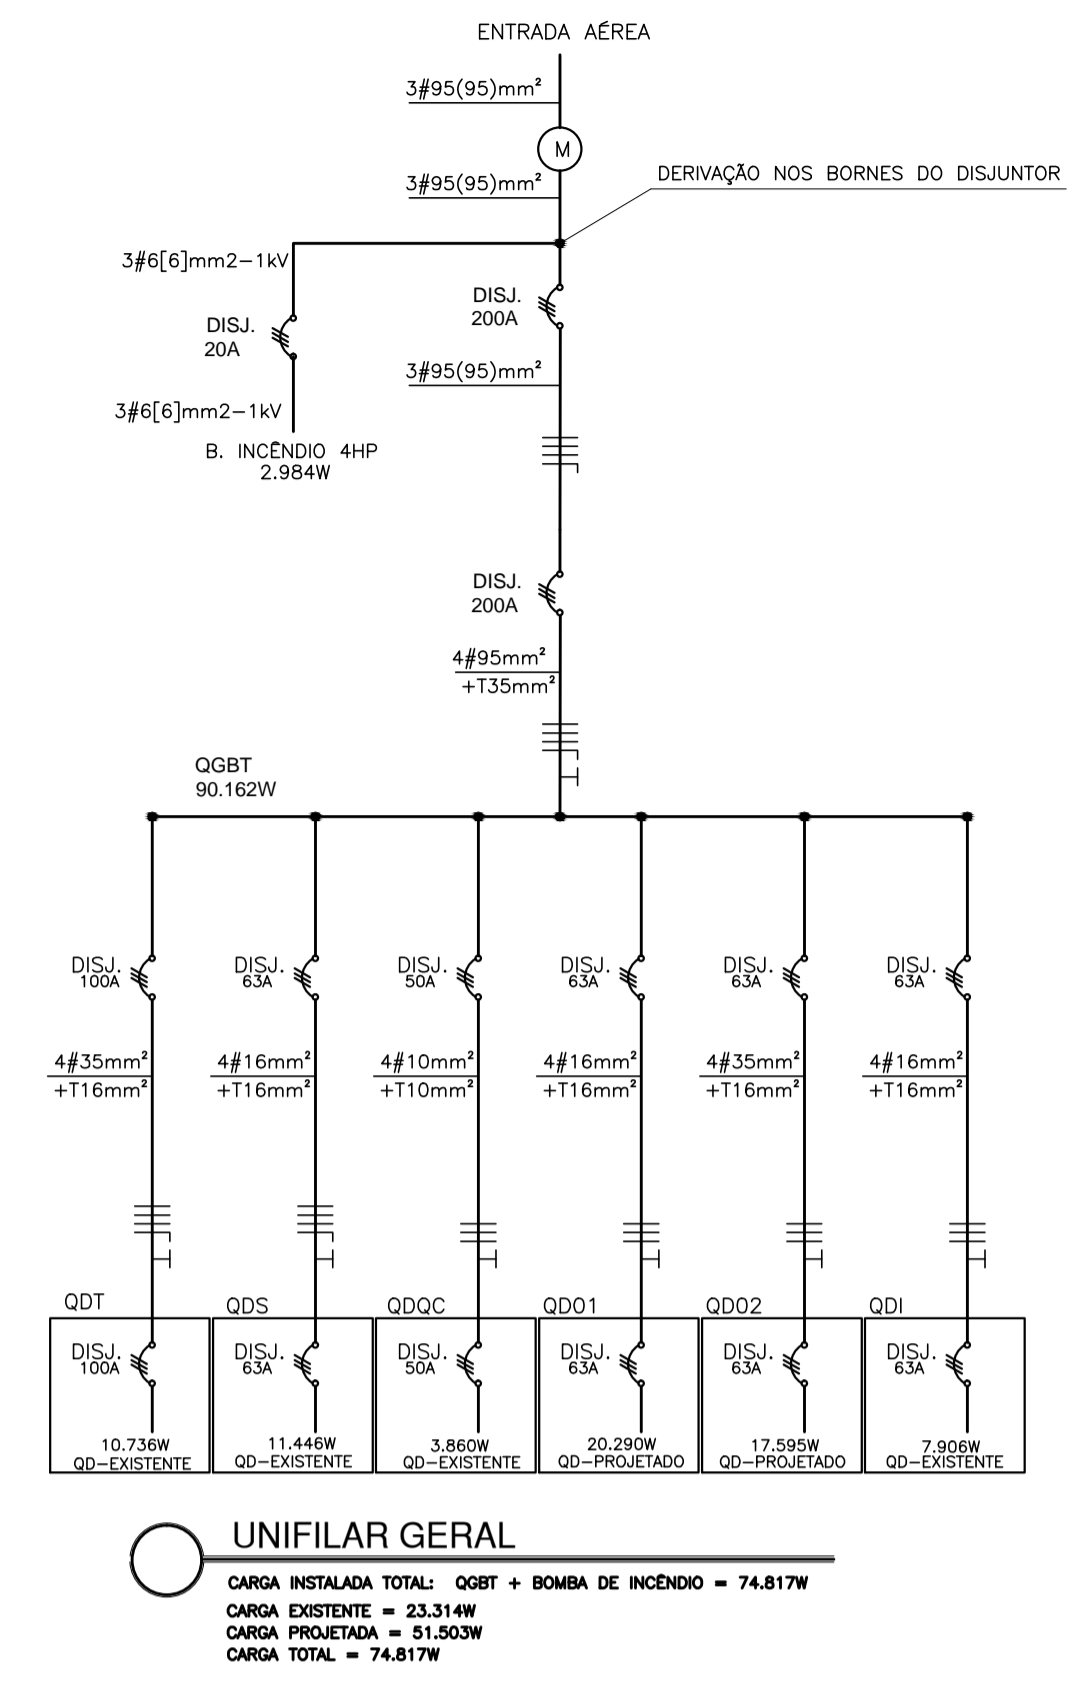 ENTRADA AÉREA
3#95(95)mm²
M
3#95(95)mm²
DERIVAÇÃO NOS BORNES DO DISJUNTOR
3#6[6]mm2-1kV
DISJ.
20A
DISJ.
200A
3#95(95)mm²
3#6[6]mm2-1kV
B. INCÊNDIO 4HP
2.984W
DISJ.
200A
4#95mm²
+T35mm²
QGBT
90.162W
DISJ.
100A
DISJ.
63A
DISJ.
50A
DISJ.
63A
DISJ.
63A
DISJ.
63A
4#35mm²
+T16mm²
4#16mm²
+T16mm²
4#10mm²
+T10mm²
4#16mm²
+T16mm²
4#35mm²
+T16mm²
4#16mm²
+T16mm²
QDT
DISJ.
100A
10.736W
QD-EXISTENTE
QDS
DISJ.
63A
11.446W
QD-EXISTENTE
QDQC
DISJ.
50A
3.860W
QD-EXISTENTE
QD01
DISJ.
63A
20.290W
QD-PROJETADO
QD02
DISJ.
63A
17.595W
QD-PROJETADO
QDI
DISJ.
63A
7.906W
QD-EXISTENTE
UNIFILAR GERAL
CARGA INSTALADA TOTAL: QGBT + BOMBA DE INCÊNDIO = 74.817W
CARGA EXISTENTE = 23.314W
CARGA PROJETADA = 51.503W
CARGA TOTAL = 74.817W